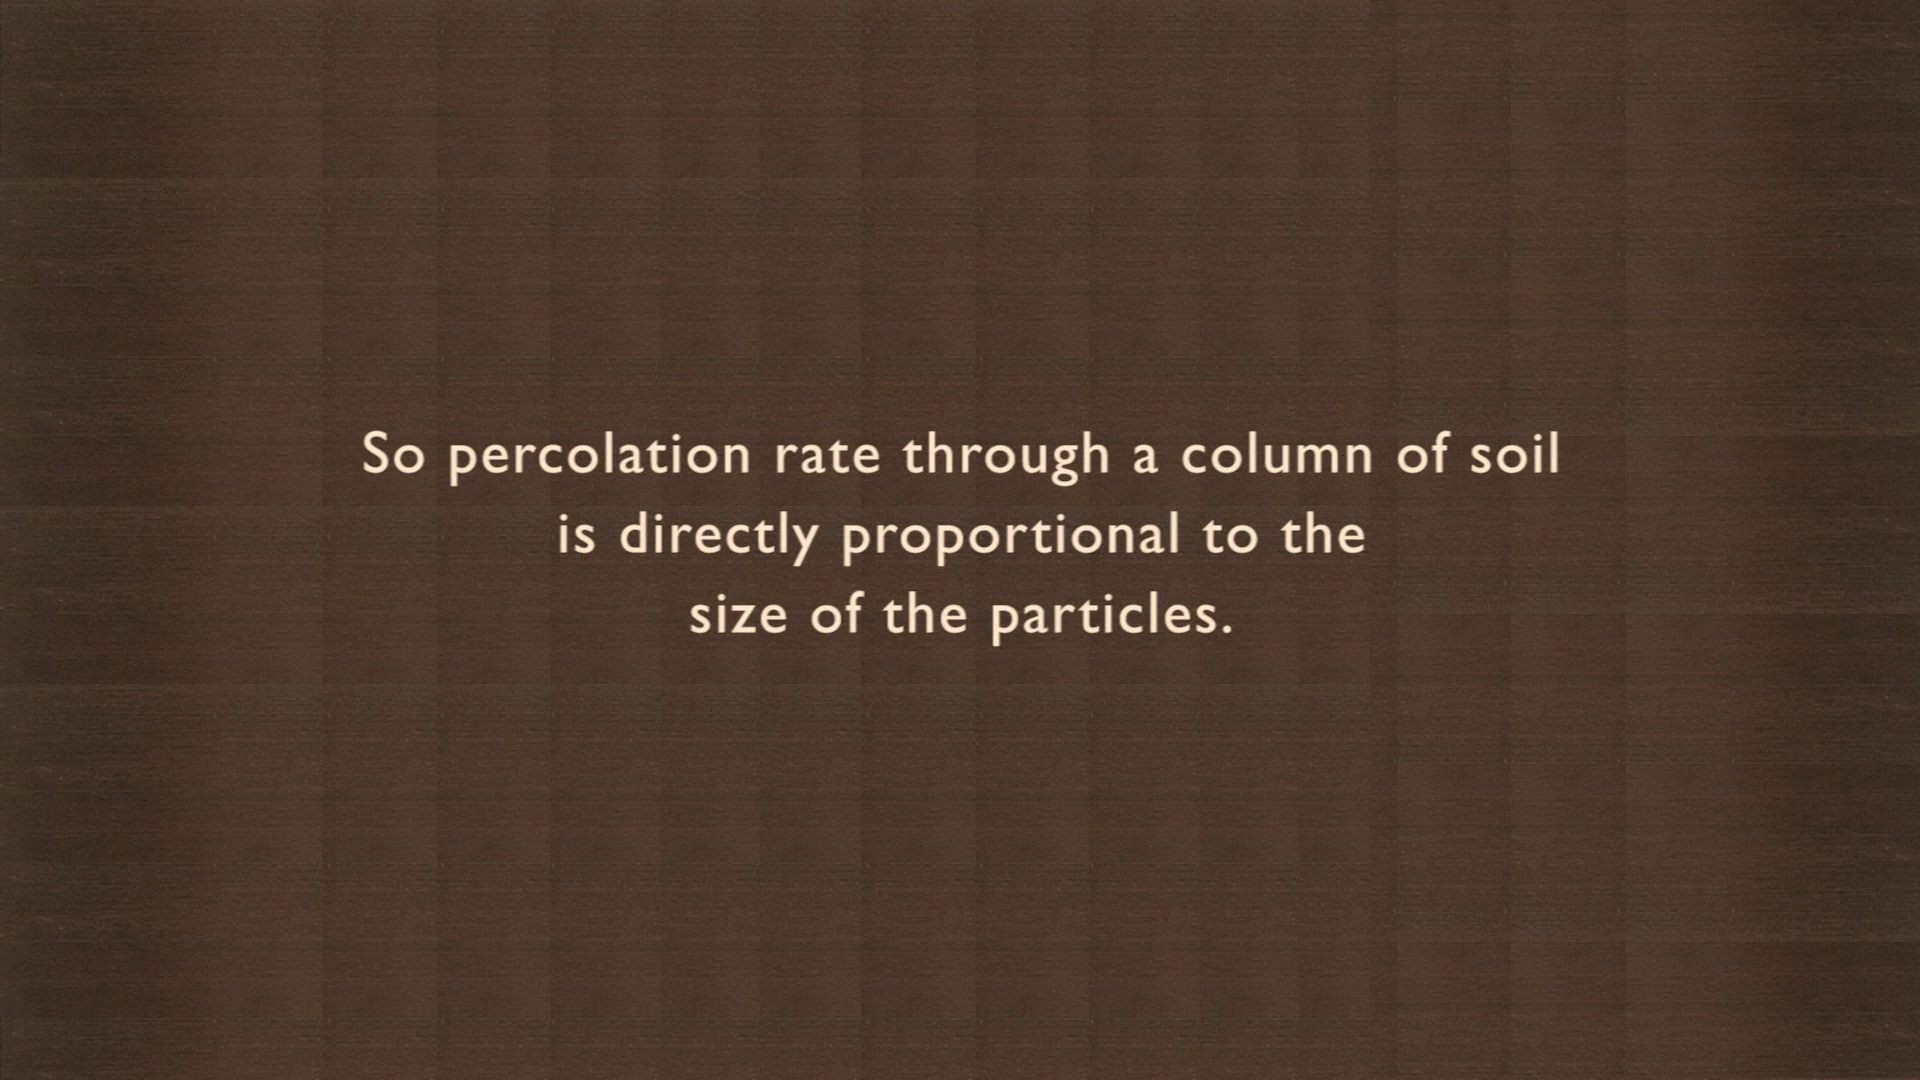 So percolation rate through a column of soil
is directly proportional to the
size of the particles.